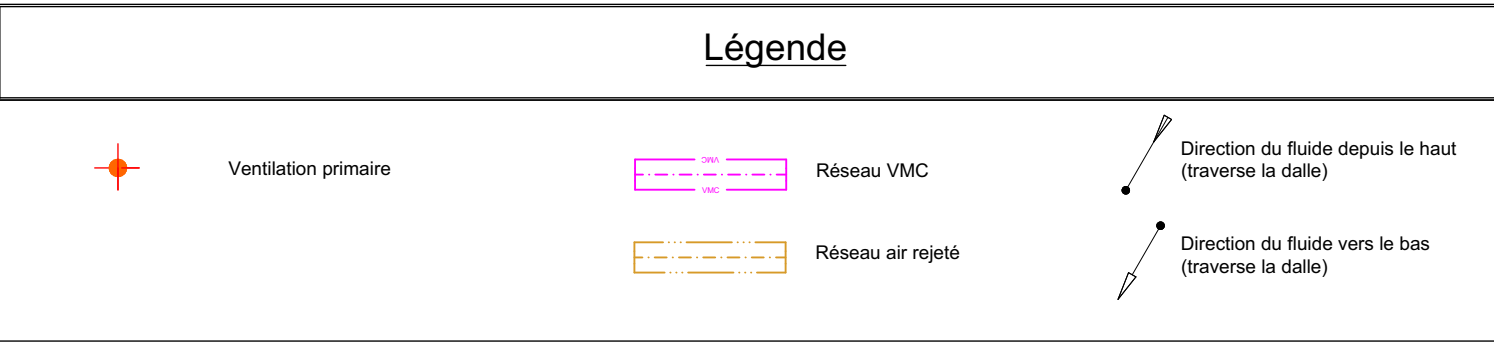 Légende
Ventilation primaire
VMC
VMC
Réseau VMC
Réseau air rejeté
Direction du fluide depuis le haut
(traverse la dalle)
Direction du fluide vers le bas
(traverse la dalle)